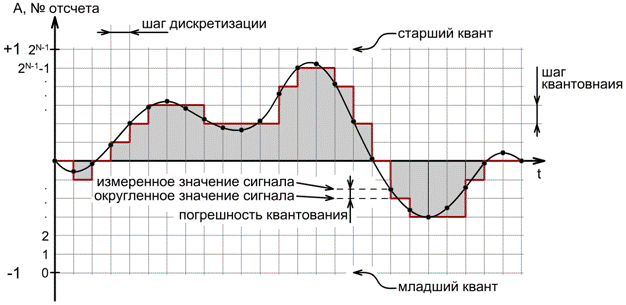 A, № отсчета
шаг дискретизации
+1 2^N-1
старший квант
2^N-1-1
шаг
квантовнаия
t
измеренное значение сигнала
округленное значение сигнала
погрешность квантования
2
1
-1 0
младший квант